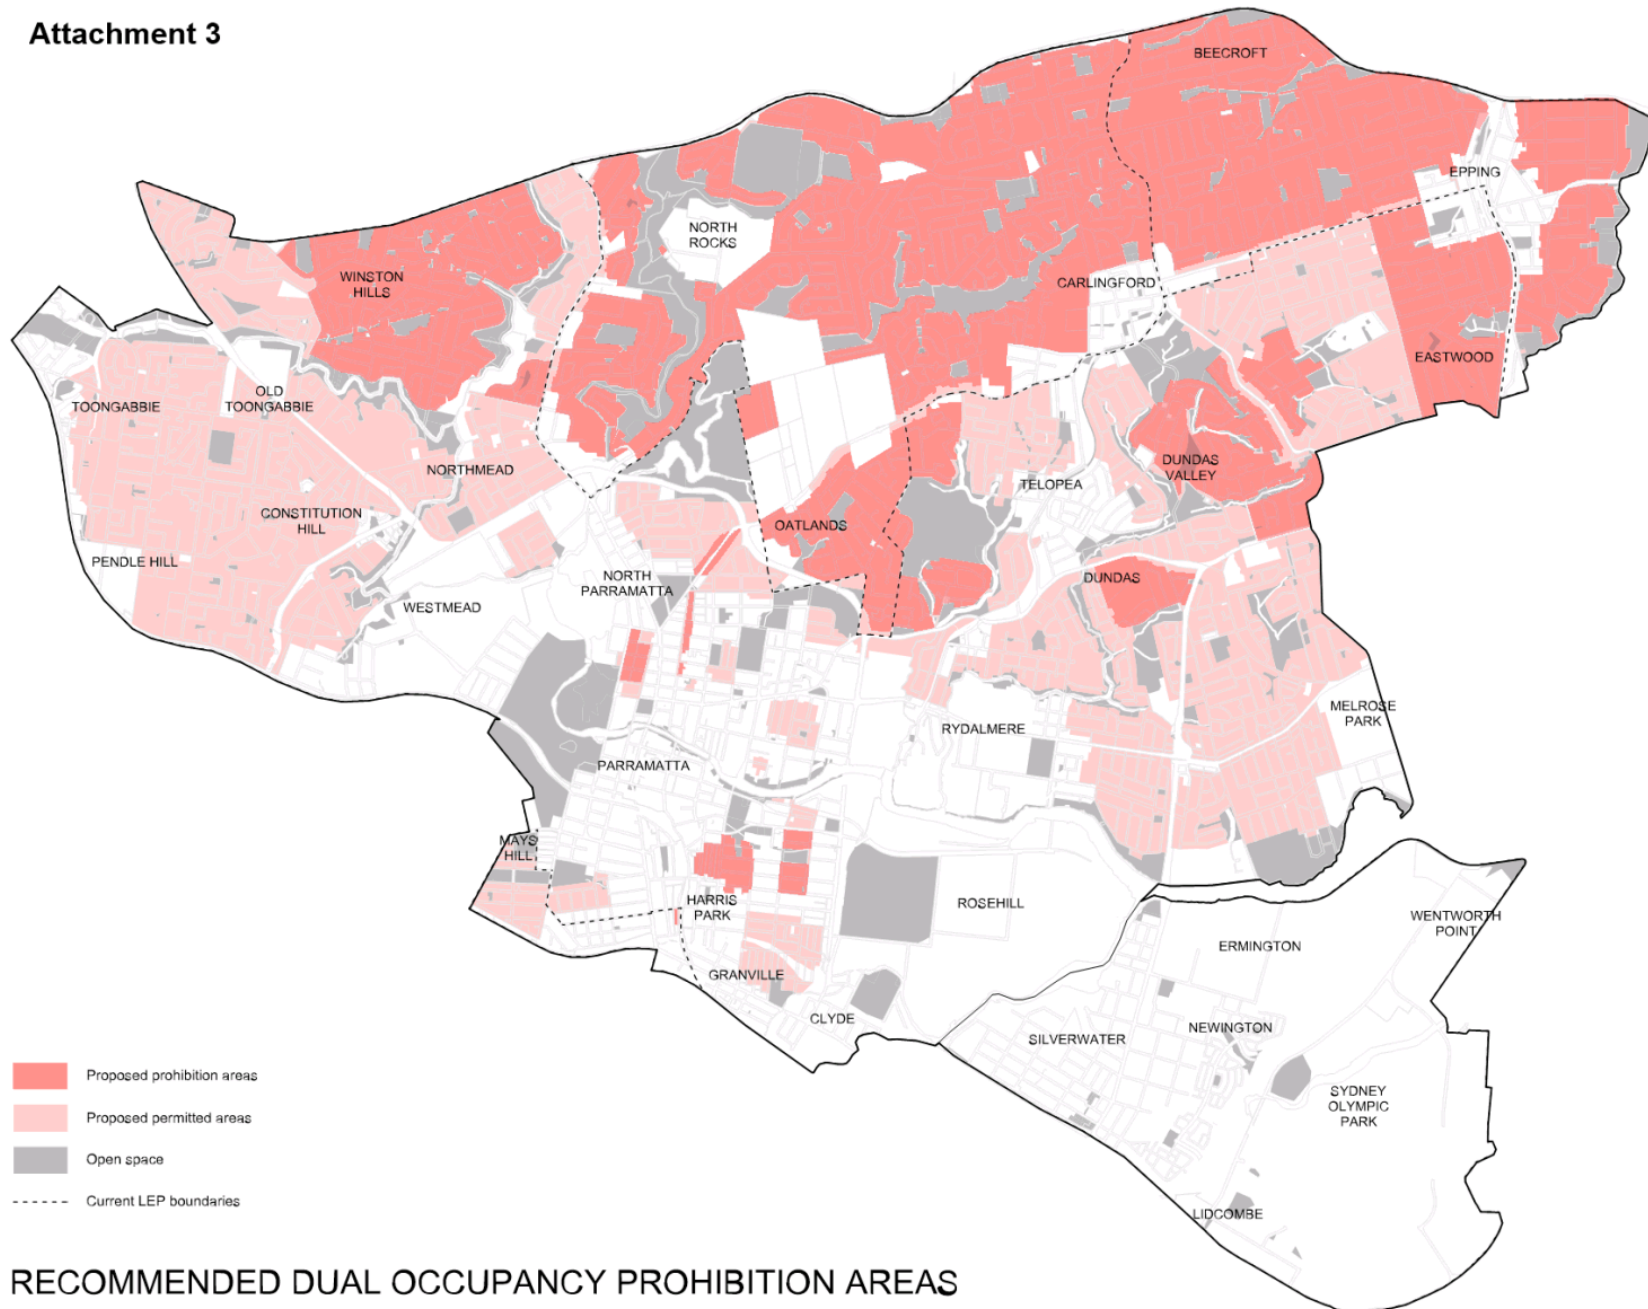 Attachment 3
BEECROFT
EPPING
NORTH
ROCKS
WINSTON
HILLS
CARLINGFORD
EASTWOOD
OLD
TOONGABBIE
TOONGABBIE
NORTHMEAD
DUNDAS
VALLEY
TELOPEA
CONSTITUTION
HILL
OATLANDS
PENDLE HILL
NORTH
PARRAMATTA
DUNDAS
WESTMEAD
MELROSE
PARK
RYDALMERE
PARRAMATTA
MAYS
HILL
HARRIS
PARK
ROSEHILL
WENTWORTH
POINT
ERMINGTON
GRANVILLE
CLYDE
NEWINGTON
SILVERWATER
SYDNEY
OLYMPIC
PARK
LIDCOMBE
Proposed prohibition areas
Proposed permitted areas
Open space
Current LEP boundaries
RECOMMENDED DUAL OCCUPANCY PROHIBITION AREAS